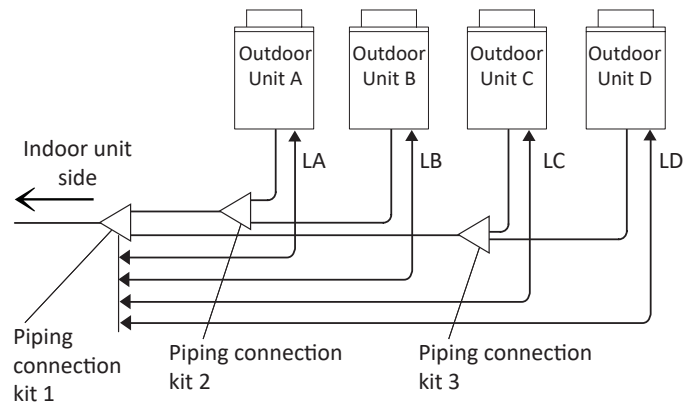 Outdoor
Unit A
Outdoor
Unit B
Outdoor
Unit C
Outdoor
Unit D
LA
LB
LC
LD
Indoor unit
side
Piping
connection
kit 1
Piping connection
kit 2
Piping connection
kit 3